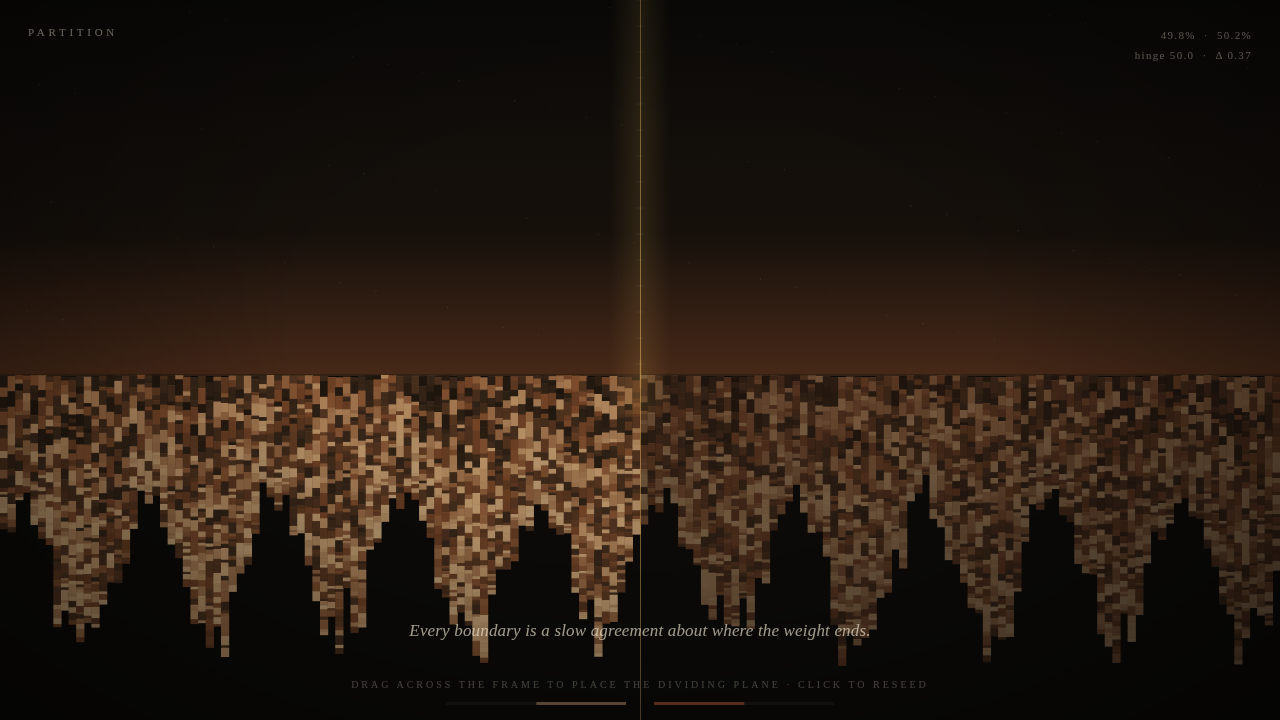 PARTITION
49.8% · 50.2%
hinge 50.0 · Δ 0.37
Every boundary is a slow agreement about where the weight ends.
DRAG ACROSS THE FRAME TO PLACE THE DIVIDING PLANE · CLICK TO RESEED